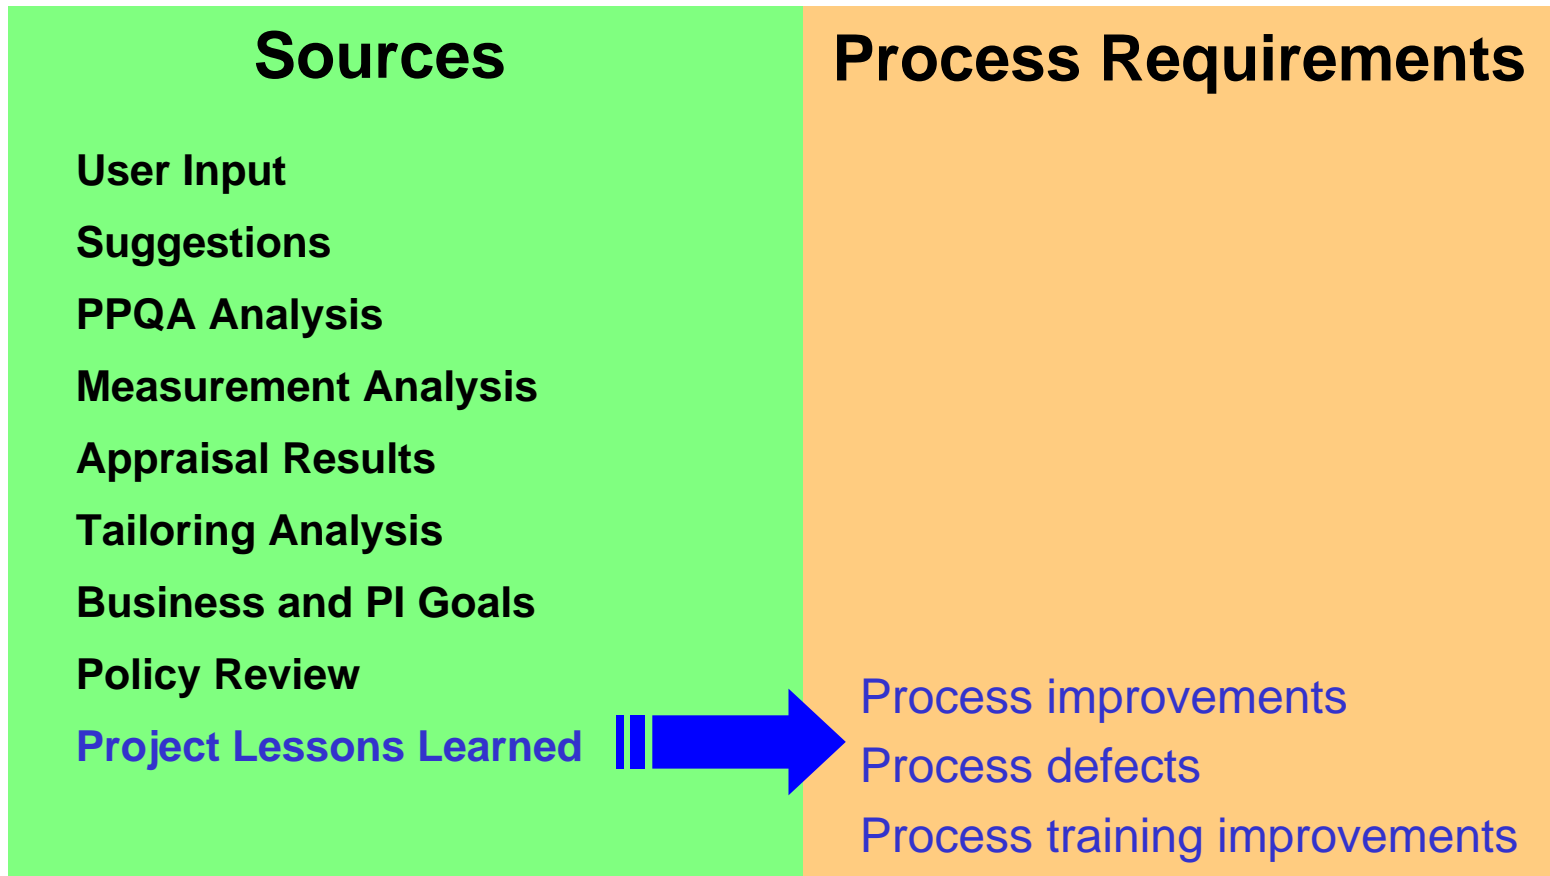 Sources
User Input
Suggestions
PPQA Analysis
Measurement Analysis
Appraisal Results
Tailoring Analysis
Business and PI Goals
Policy Review
Project Lessons Learned
Process Requirements
Process improvements
Process defects
Process training improvements